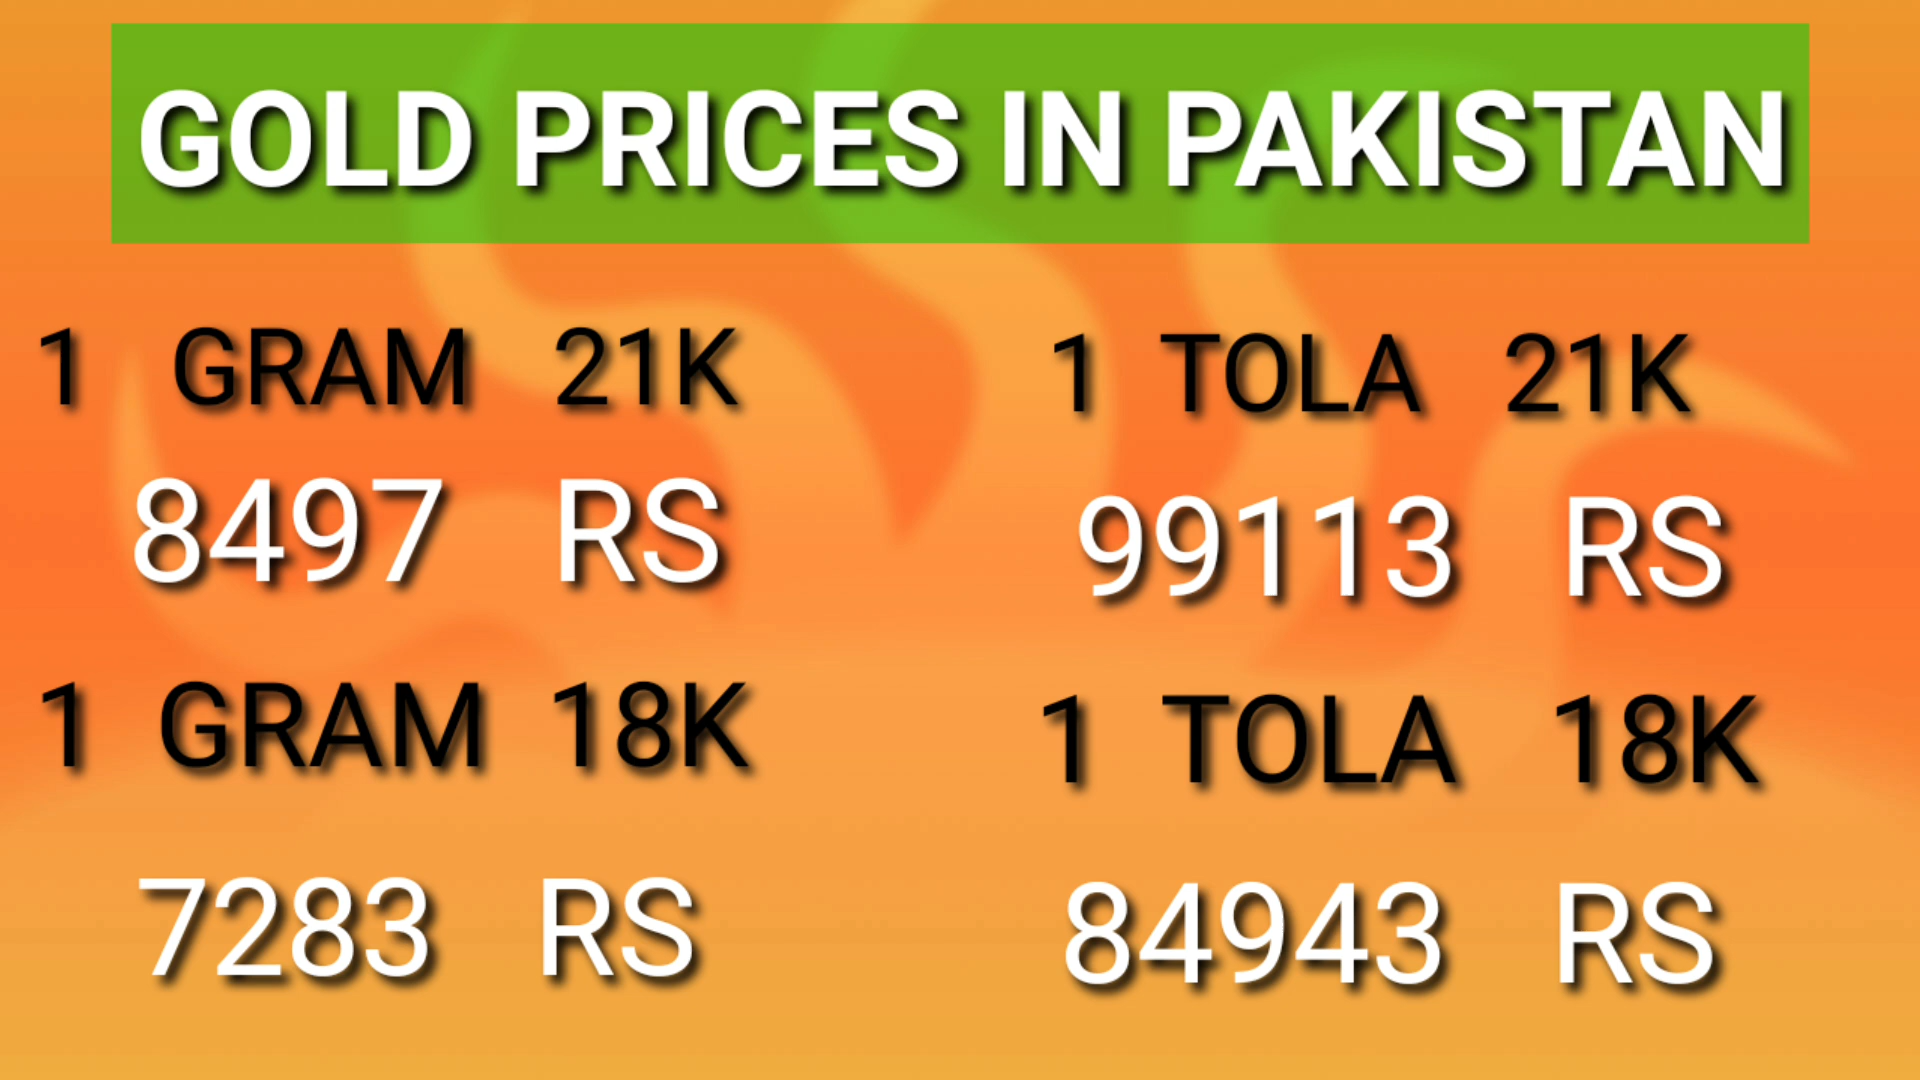 GOLD PRICES IN PAKISTAN
1 GRAM 21K
8497 RS
1 TOLA 21K
99113 RS
1 GRAM 18K
7283 RS
1 TOLA 18K
84943 RS